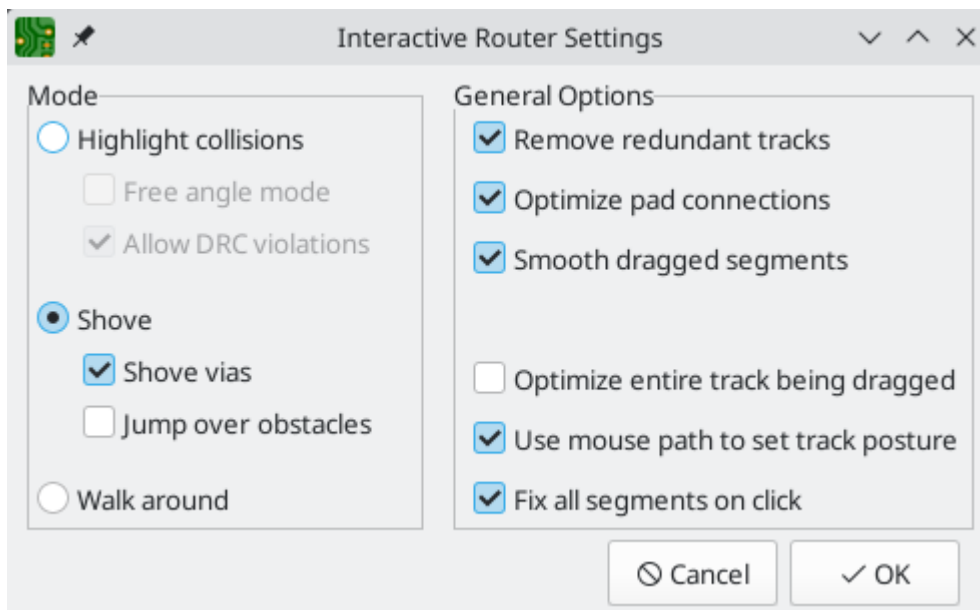 Interactive Router Settings
Mode
Highlight collisions
Free angle mode
Allow DRC violations
Shove
Shove vias
Jump over obstacles
Walk around
General Options
Remove redundant tracks
Optimize pad connections
Smooth dragged segments
Optimize entire track being dragged
Use mouse path to set track posture
Fix all segments on click
Cancel
OK